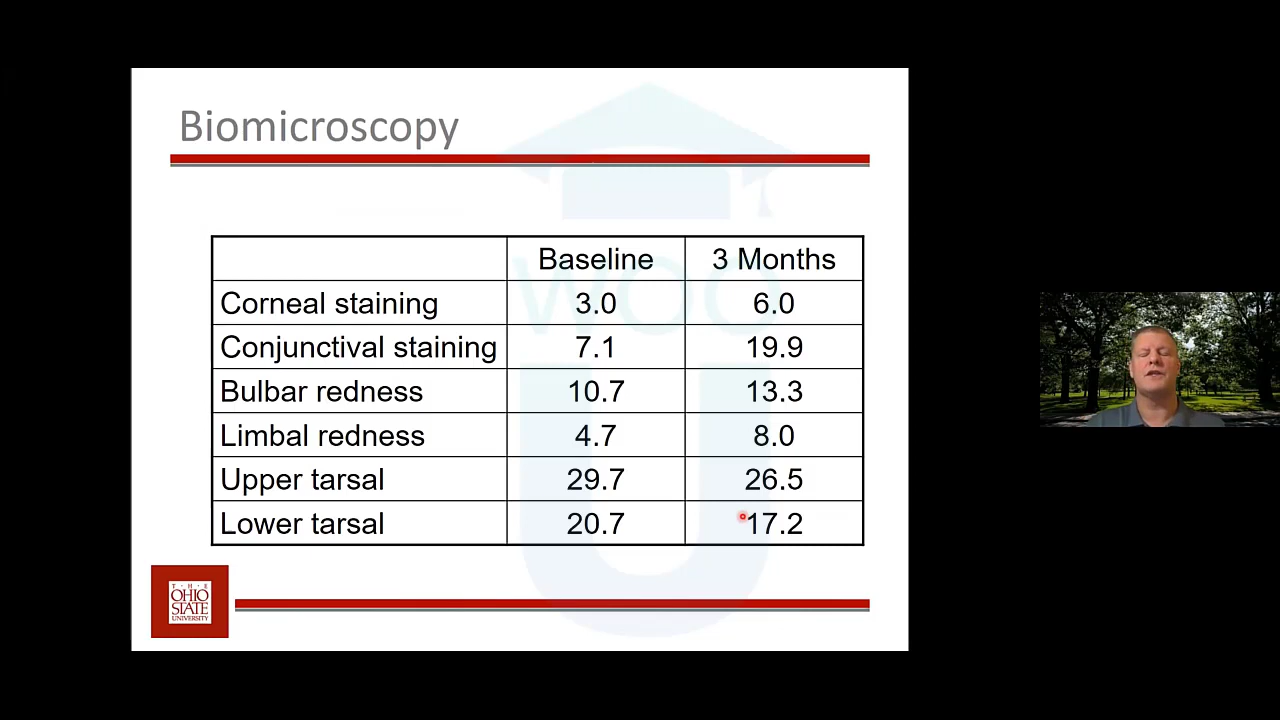 Biomicroscopy
Baseline 3 Months
Corneal staining 3.0 6.0
Conjunctival staining 7.1 19.9
Bulbar redness 10.7 13.3
Limbal redness 4.7 8.0
Upper tarsal 29.7 26.5
Lower tarsal 20.7 17.2
WOO
U
T · H · E
OHIO
STATE
UNIVERSITY